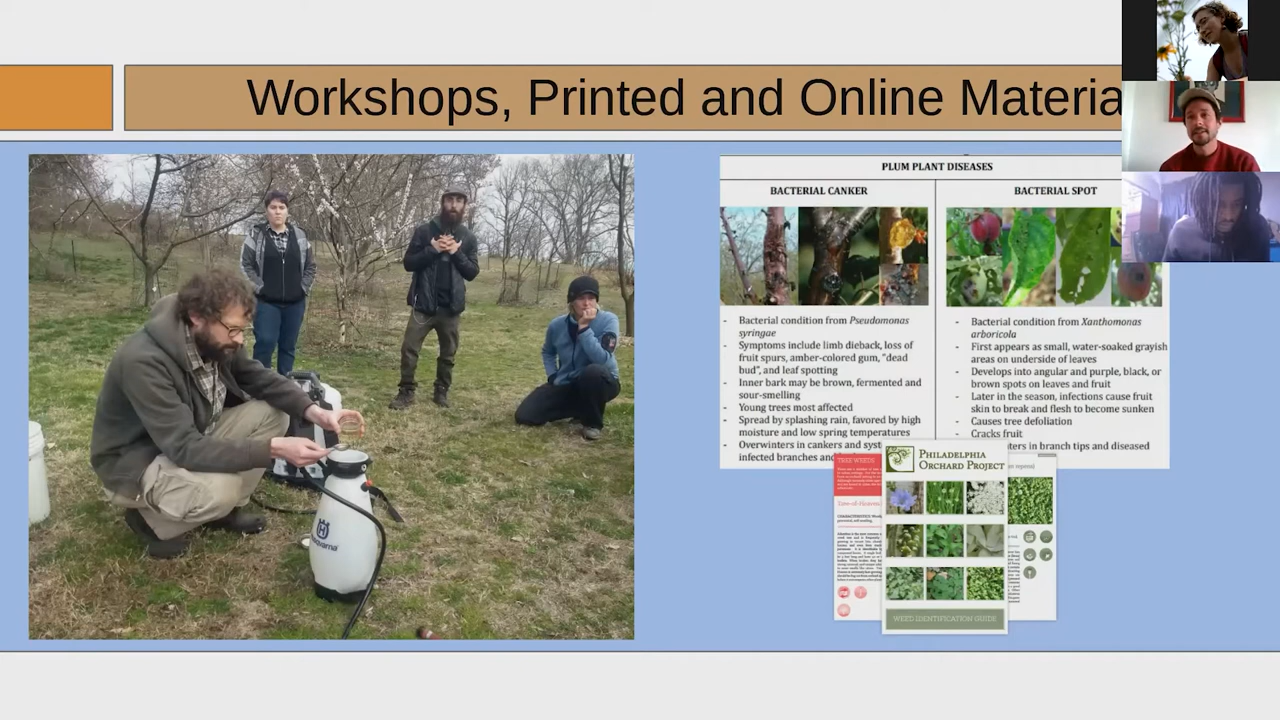 Workshops, Printed and Online Materia
PLUM PLANT DISEASES
BACTERIAL CANKER
- Bacterial condition from Pseudomonas
syringae
- Symptoms include limb dieback, loss of
fruit spurs, amber-colored gum, "dead
bud", and leaf spotting
- Inner bark may be brown, fermented and
sour-smelling
- Young trees most affected
- Spread by splashing rain, favored by high
moisture and low spring temperatures
- Overwinters in cankers and
infected branches and
BACTERIAL SPOT
- Bacterial condition from Xanthomonas
arboricola
- First appears as small, water-soaked grayish
areas on underside of leaves
- Develops into angular and purple, black, or
brown spots on leaves and fruit
- Later in the season, infections cause fruit
skin to break and flesh to become sunken
- Causes tree defoliation
- Cracks fruit
in branch tips and diseased
TREE WEEDS
PHILADELPHIA
ORCHARD PROJECT
WEED IDENTIFICATION GUIDE
Husqvarna